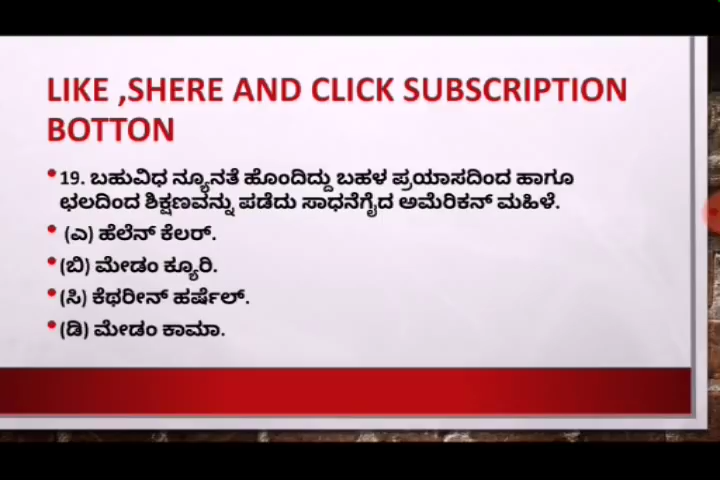 LIKE ,SHERE AND CLICK SUBSCRIPTION
BOTTON
•19. ಬಹುವಿಧ ನ್ಯೂನತೆ ಹೊಂದಿದ್ದು ಬಹಳ ಪ್ರಯಾಸದಿಂದ ಹಾಗೂ
ಛಲದಿಂದ ಶಿಕ್ಷಣವನ್ನು ಪಡೆದು ಸಾಧನೆಗೈದ ಅಮೆರಿಕನ್ ಮಹಿಳೆ.
• (ಎ) ಹೆಲೆನ್ ಕೆಲರ್.
•(ಬಿ) ಮೇಡಂ ಕ್ಯೂರಿ.
•(ಸಿ) ಕೆಥರೀನ್ ಹರ್ಷೆಲ್.
•(ಡಿ) ಮೇಡಂ ಕಾಮಾ.